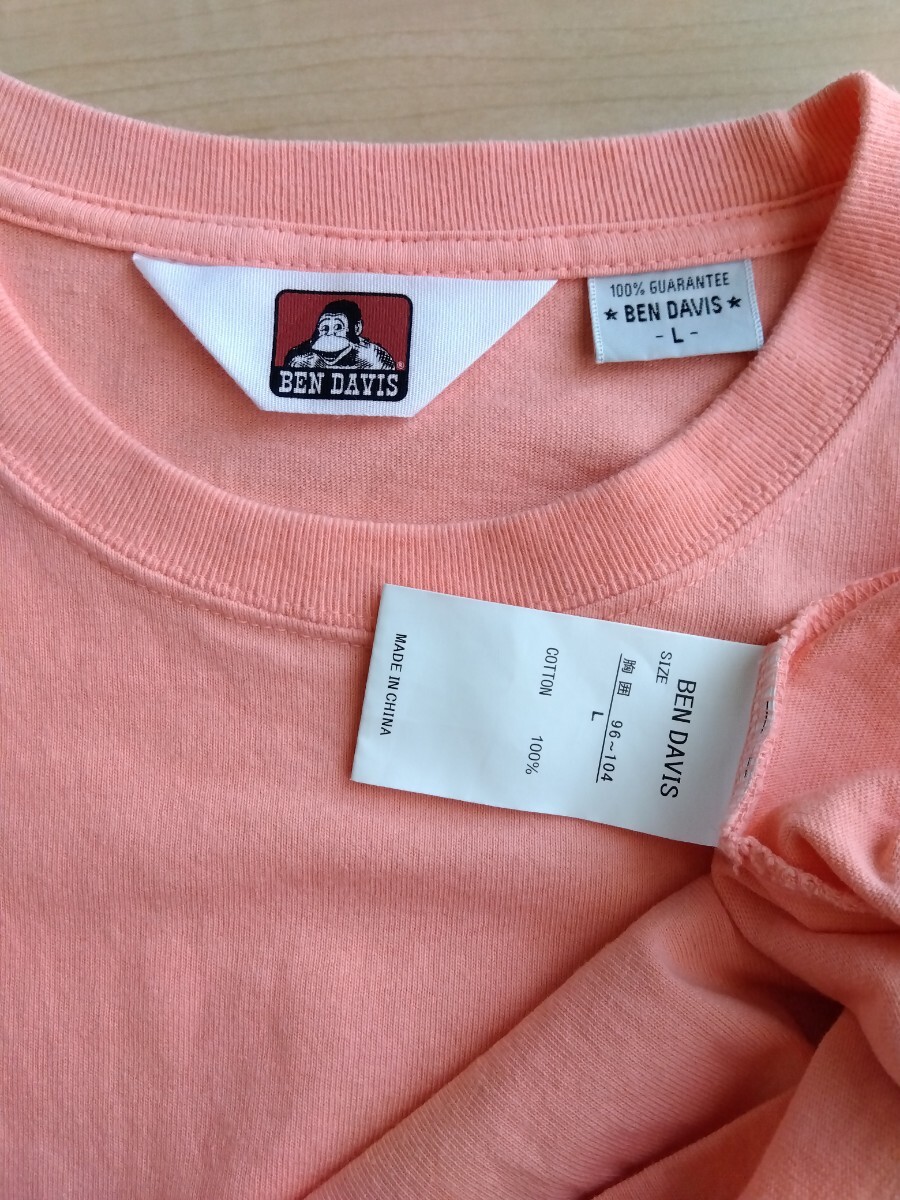 BEN DAVIS
®
100% GUARANTEE
★ BEN DAVIS ★
- L -
BEN DAVIS
SIZE
胸囲 96~104
L
COTTON 100%
MADE IN CHINA